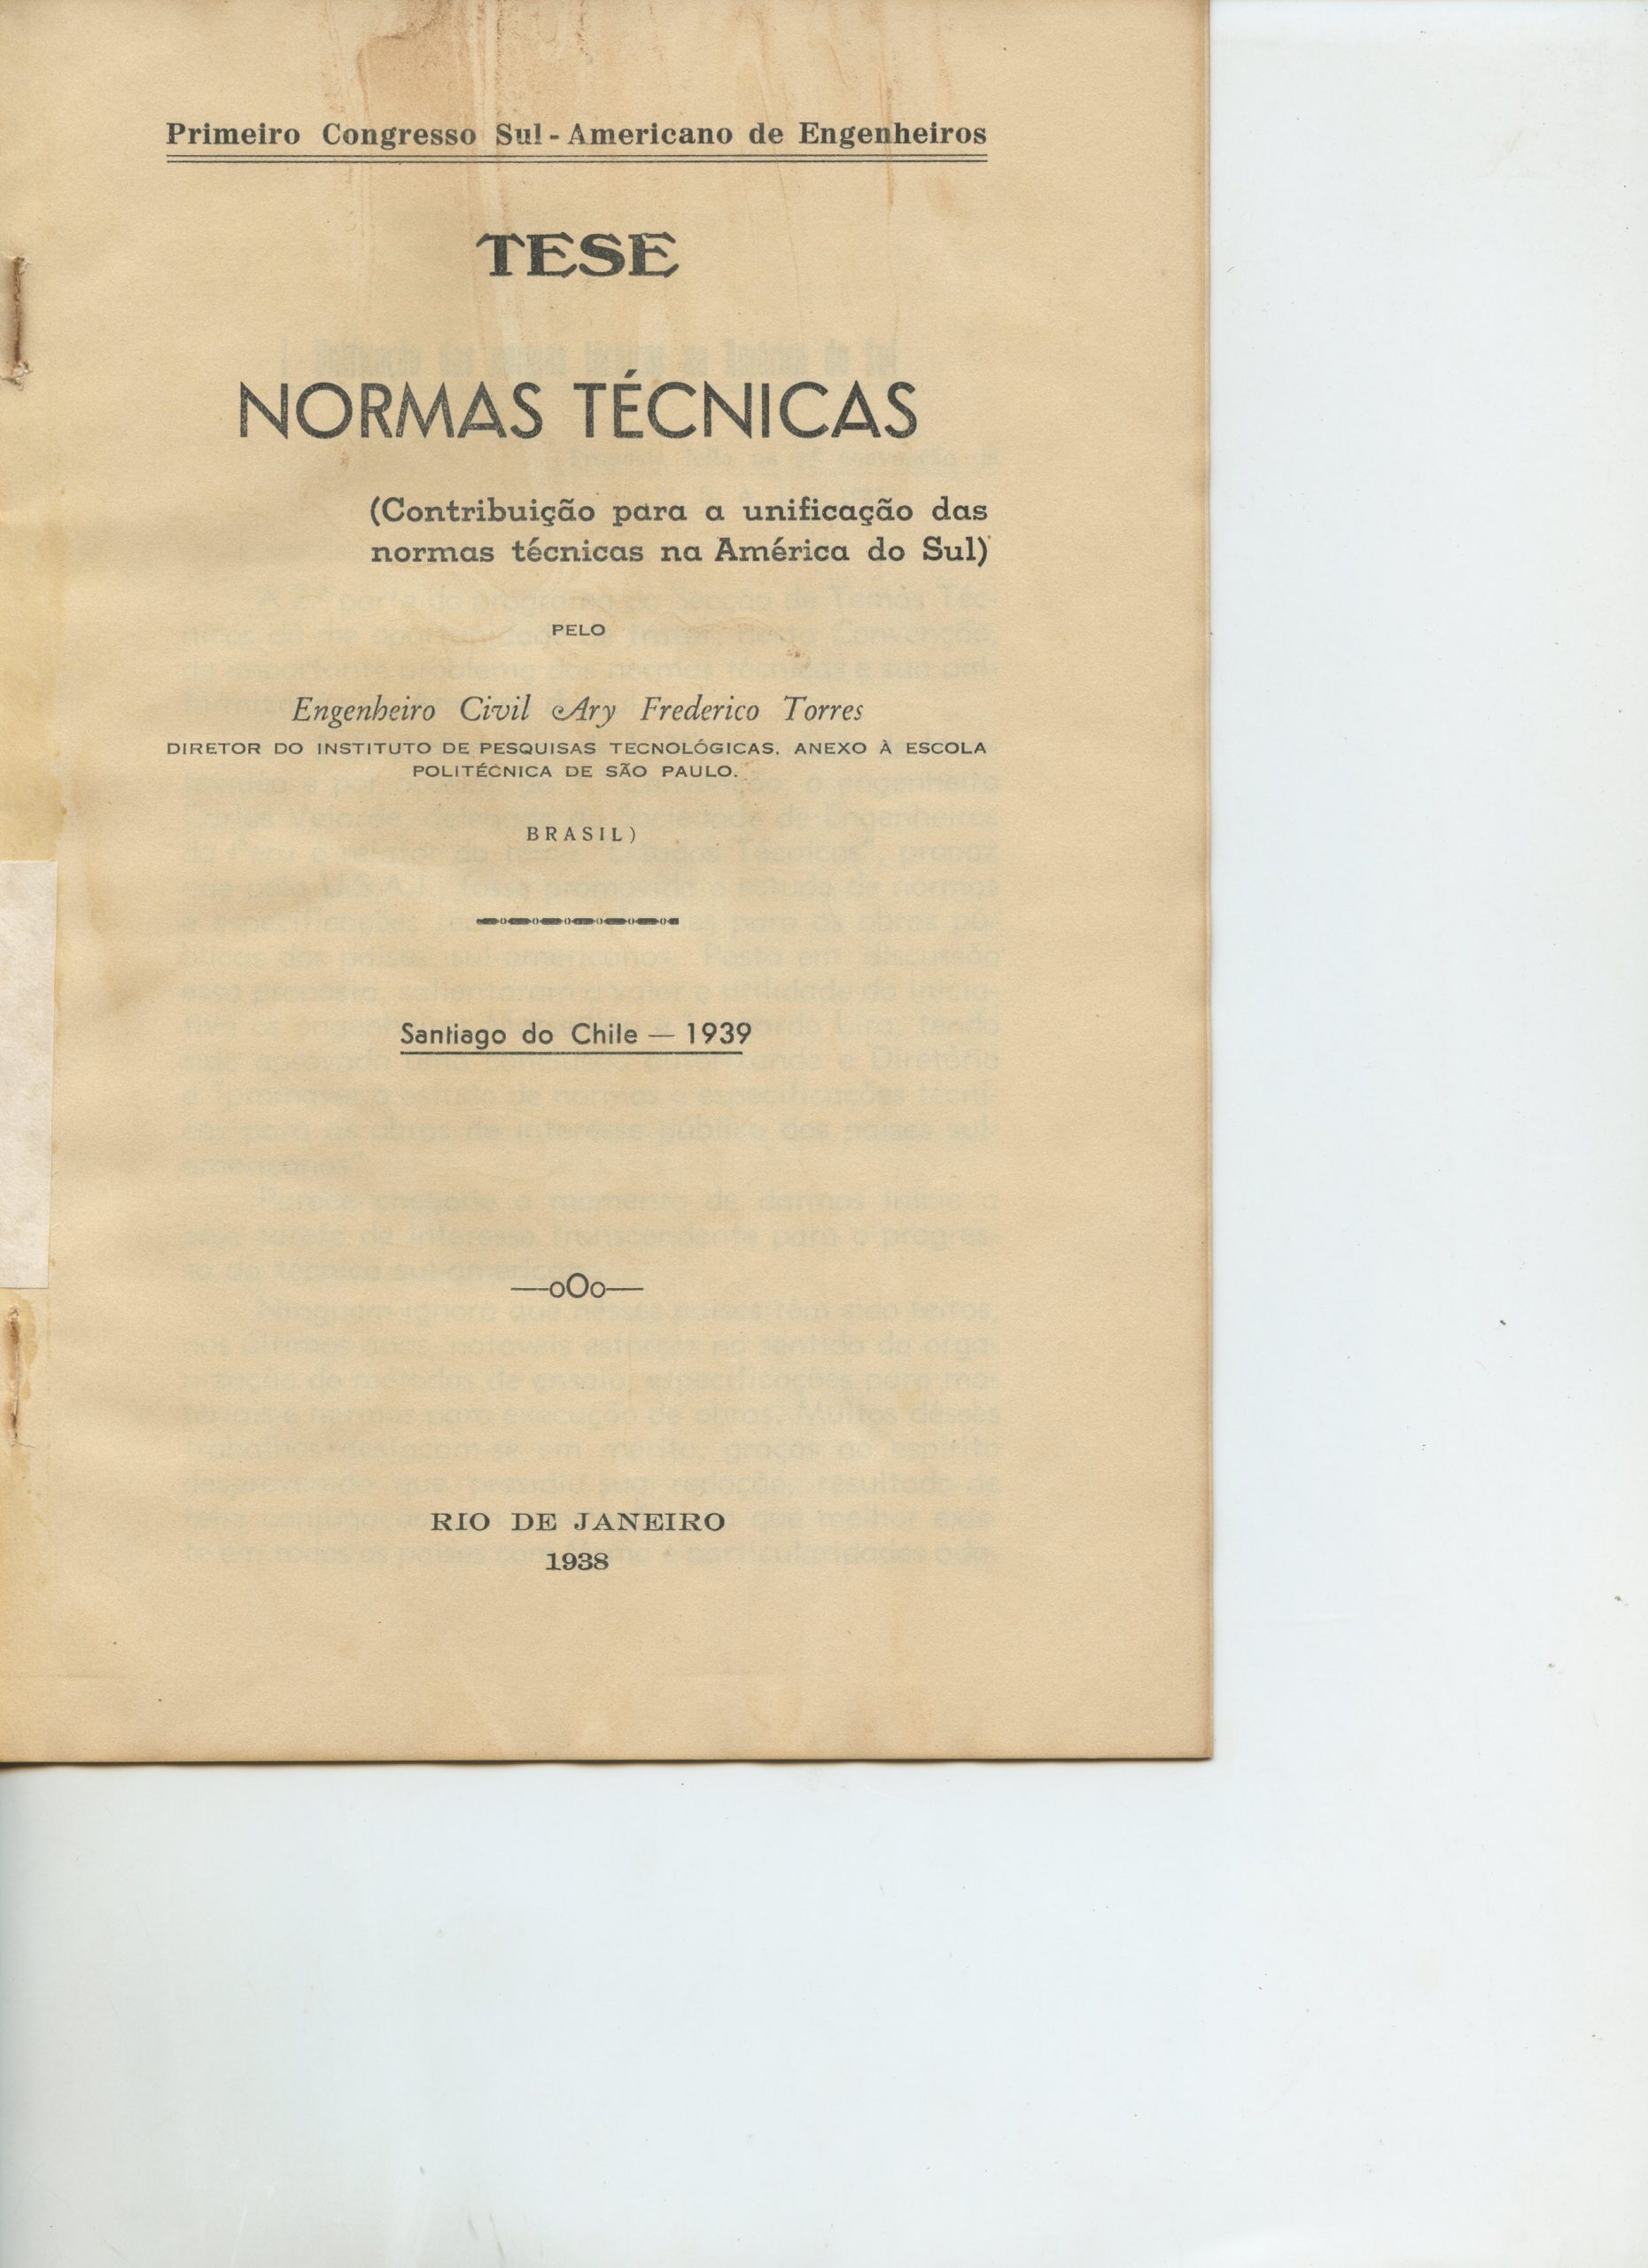 Primeiro Congresso Sul-Americano de Engenheiros
TESE
NORMAS TÉCNICAS
(Contribuição para a unificação das
normas técnicas na América do Sul)
PELO
Engenheiro Civil Ary Frederico Torres
DIRETOR DO INSTITUTO DE PESQUISAS TECNOLÓGICAS, ANEXO À ESCOLA
POLITÉCNICA DE SÃO PAULO.
BRASIL)
Santiago do Chile — 1939
—oOo—
RIO DE JANEIRO
1938